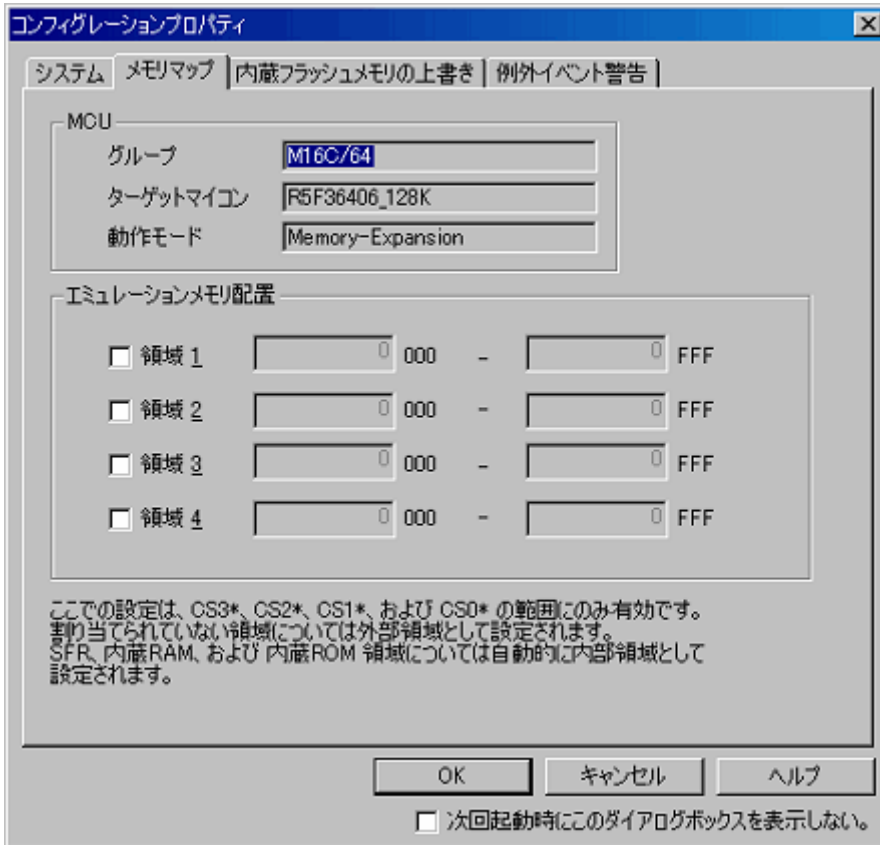 コンフィグレーションプロパティ
システム メモリマップ 内蔵フラッシュメモリの上書き 例外イベント警告
MCU
グループ M16C/64
ターゲットマイコン R5F36406_128K
動作モード Memory-Expansion
エミュレーションメモリ配置
領域 1 0 000 - 0 FFF
領域 2 0 000 - 0 FFF
領域 3 0 000 - 0 FFF
領域 4 0 000 - 0 FFF
ここでの設定は、CS3*、CS2*、CS1*、および CS0* の範囲にのみ有効です。
割り当てられていない領域については外部領域として設定されます。
SFR、内蔵RAM、および 内蔵ROM 領域については自動的に内部領域として
設定されます。
OK キャンセル ヘルプ
次回起動時にこのダイアログボックスを表示しない。